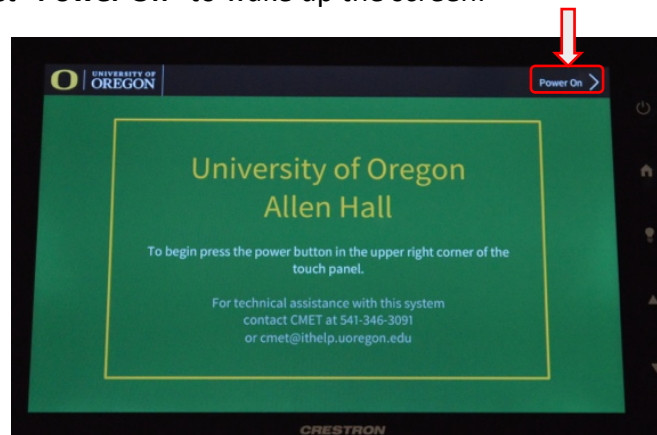 "Power On" to wake up the screen.
UNIVERSITY OF
OREGON
Power On
University of Oregon
Allen Hall
To begin press the power button in the upper right corner of the
touch panel.
For technical assistance with this system
contact CMET at 541-346-3091
or cmet@ithelp.uoregon.edu
CRESTRON